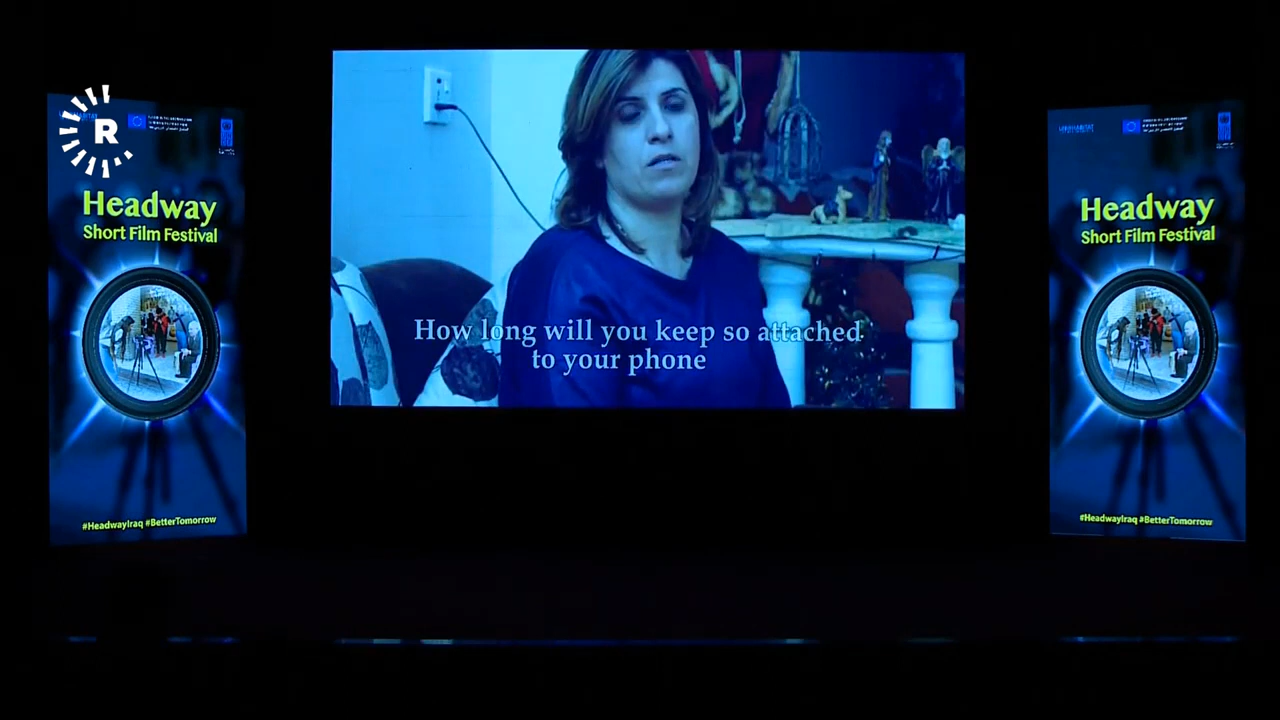 R
Headway
Short Film Festival
#HeadwayIraq #BetterTomorrow
How long will you keep so attached
to your phone
Headway
Short Film Festival
#HeadwayIraq #BetterTomorrow